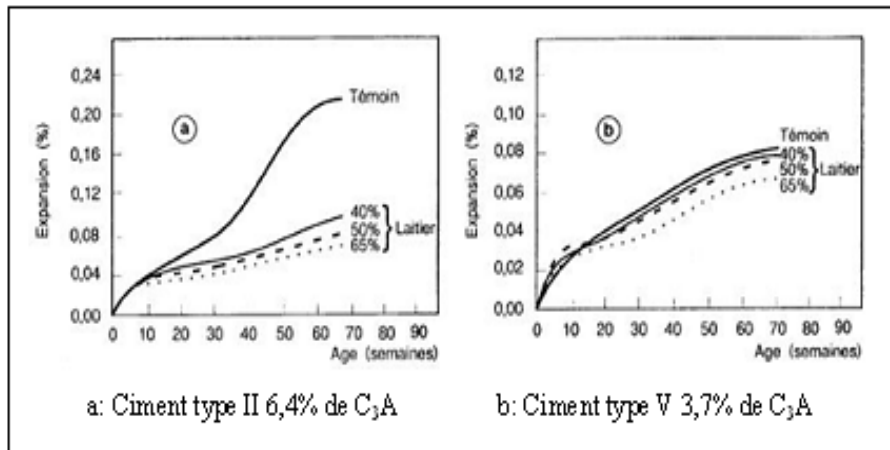 0,24
0,20
0,16
0,12
0,08
0,04
0,00
Expansion (%)
a
Témoin
40%
50%
65%
Laitier
0 10 20 30 40 50 60 70 80 90
Age (semaines)
a: Ciment type II 6,4% de C₃A
0,12
0,10
0,08
0,06
0,04
0,02
0,00
Expansion (%)
b
Témoin
40%
50%
65%
Laitier
0 10 20 30 40 50 60 70 80 90
Age (semaines)
b: Ciment type V 3,7% de C₃A